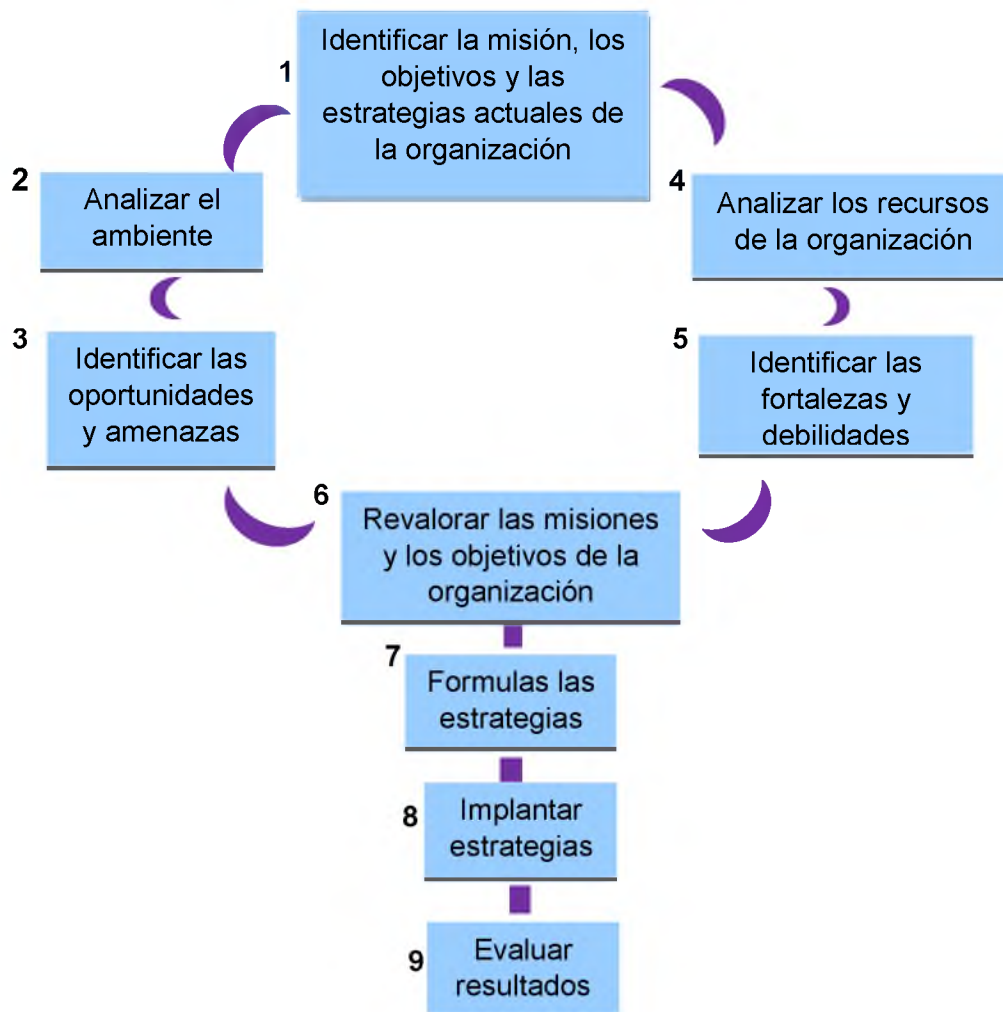 1
Identificar la misión, los
objetivos y las
estrategias actuales de
la organización
2
Analizar el
ambiente
3
Identificar las
oportunidades
y amenazas
4
Analizar los recursos
de la organización
5
Identificar las
fortalezas y
debilidades
6
Revalorar las misiones
y los objetivos de la
organización
7
Formulas las
estrategias
8
Implantar
estrategias
9
Evaluar
resultados